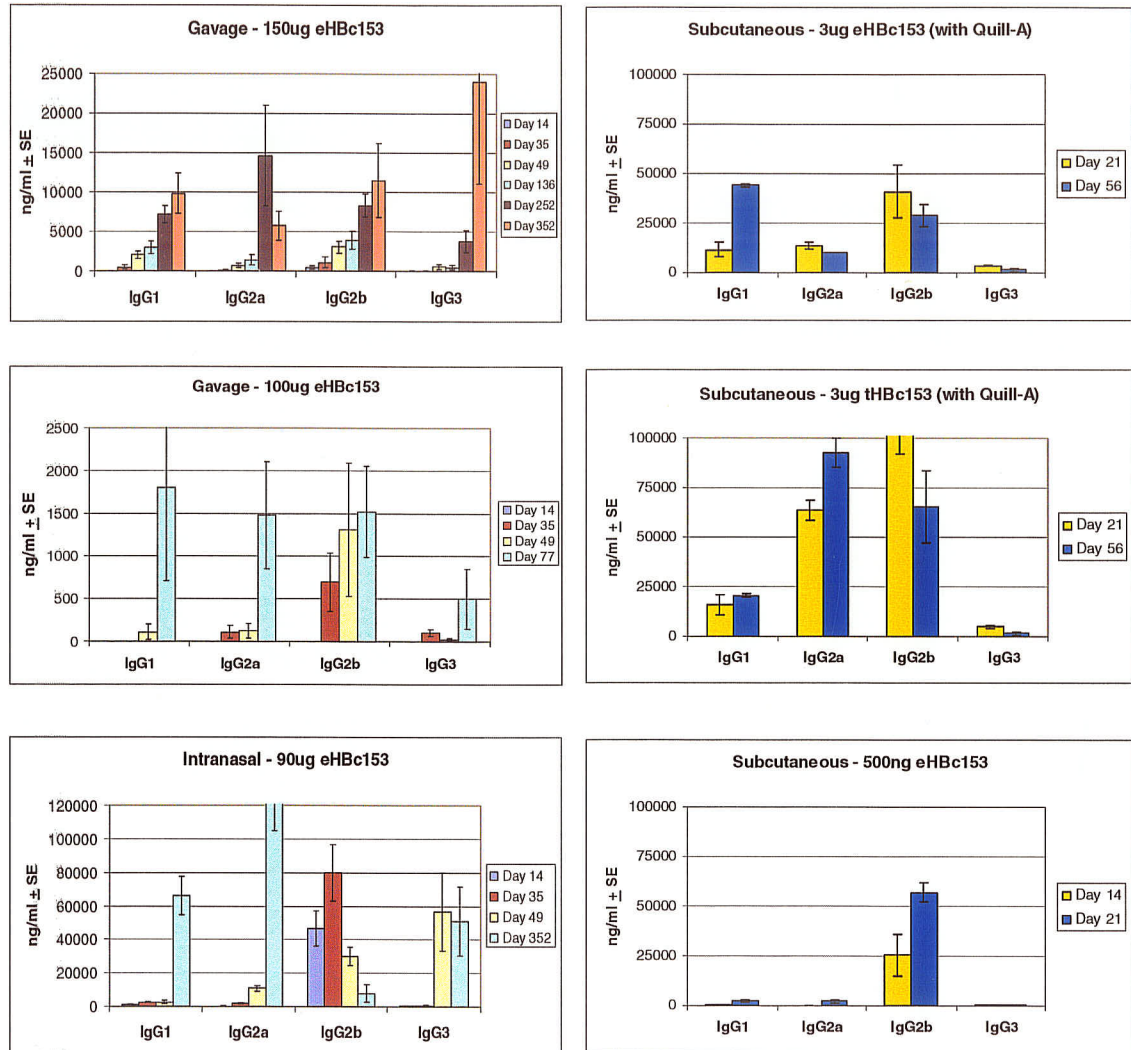 Gavage - 150ug eHBc153
ng/ml ± SE
25000
20000
15000
10000
5000
0
IgG1 IgG2a IgG2b IgG3
Day 14
Day 35
Day 49
Day 136
Day 252
Day 352
Subcutaneous - 3ug eHBc153 (with Quill-A)
ng/ml ± SE
100000
75000
50000
25000
0
IgG1 IgG2a IgG2b IgG3
Day 21
Day 56
Gavage - 100ug eHBc153
ng/ml ± SE
2500
2000
1500
1000
500
0
IgG1 IgG2a IgG2b IgG3
Day 14
Day 35
Day 49
Day 77
Subcutaneous - 3ug tHBc153 (with Quill-A)
ng/ml ± SE
100000
75000
50000
25000
0
IgG1 IgG2a IgG2b IgG3
Day 21
Day 56
Intranasal - 90ug eHBc153
ng/ml ± SE
120000
100000
80000
60000
40000
20000
0
IgG1 IgG2a IgG2b IgG3
Day 14
Day 35
Day 49
Day 352
Subcutaneous - 500ng eHBc153
ng/ml ± SE
100000
75000
50000
25000
0
IgG1 IgG2a IgG2b IgG3
Day 14
Day 21